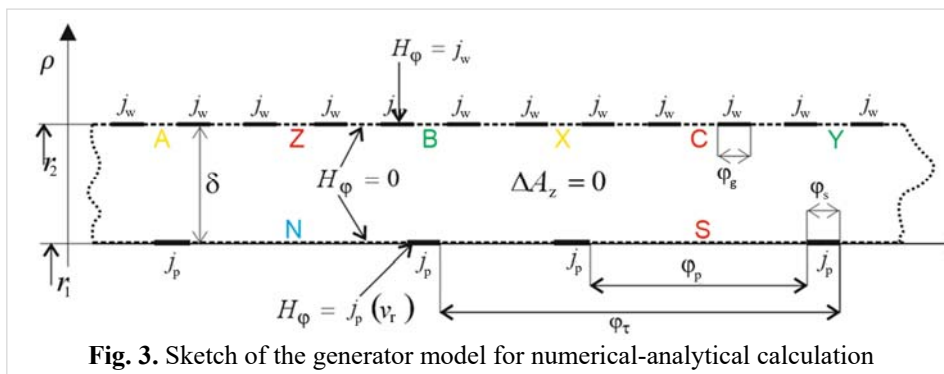 H_φ = j_w
ρ
j_w j_w j_w j_w j_w j_w j_w j_w j_w j_w j_w j_w
A Z B X C Y
r_2
δ
H_φ = 0
ΔA_z = 0
φ_g
φ_s
N S
j_p j_p j_p j_p
r_1
φ_p
H_φ = j_p (v_r)
φ_τ
Fig. 3. Sketch of the generator model for numerical-analytical calculation